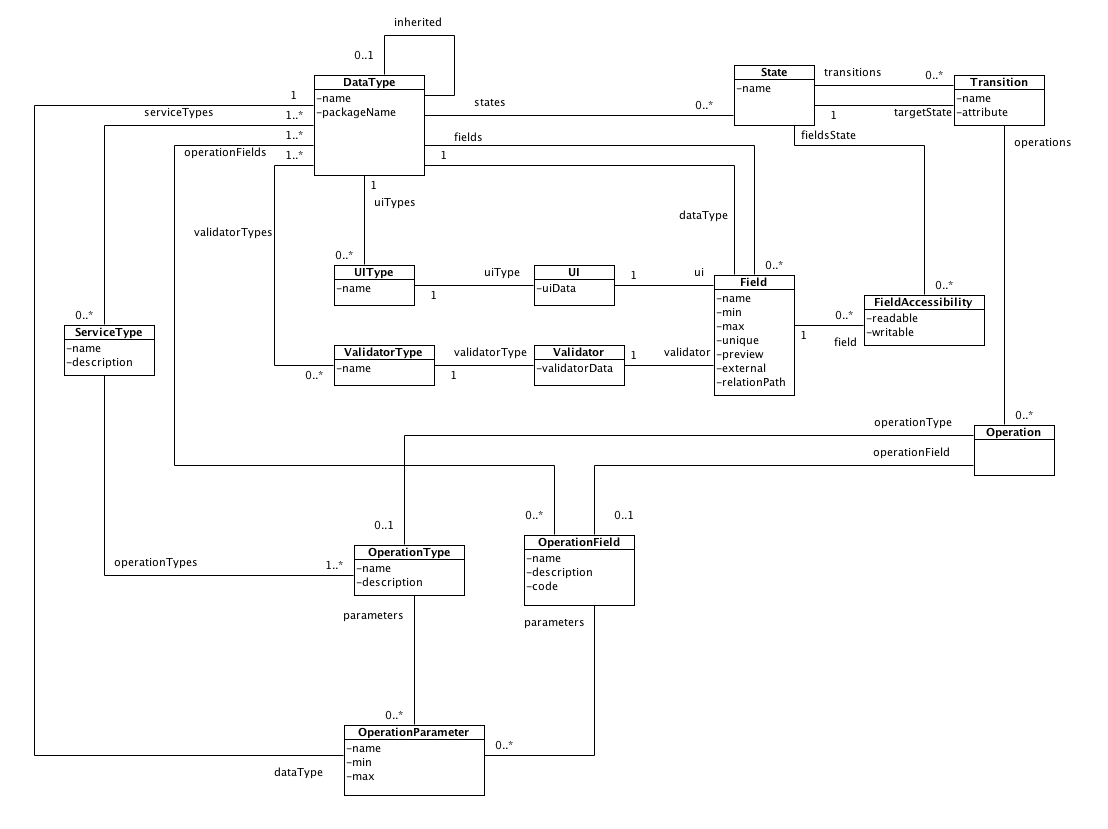 inherited
0..1
DataType
-name
-packageName
State
-name
transitions
0..*
Transition
-name
-attribute
1
serviceTypes
1..*
states
0..*
1
targetState
1..*
fields
fieldsState
operations
operationFields
1..*
1
1
uiTypes
dataType
validatorTypes
0..*
UIType
-name
uiType
1
UI
-uiData
1
ui
0..*
Field
-name
-min
-max
-unique
-preview
-external
-relationPath
0..*
FieldAccessibility
-readable
-writable
0..*
1
field
0..*
ServiceType
-name
-description
0..*
ValidatorType
-name
validatorType
1
Validator
-validatorData
1
validator
0..*
operationType
Operation
operationField
0..1
0..*
0..1
operationTypes
1..*
OperationType
-name
-description
OperationField
-name
-description
-code
parameters
parameters
0..*
OperationParameter
-name
-min
-max
0..*
dataType